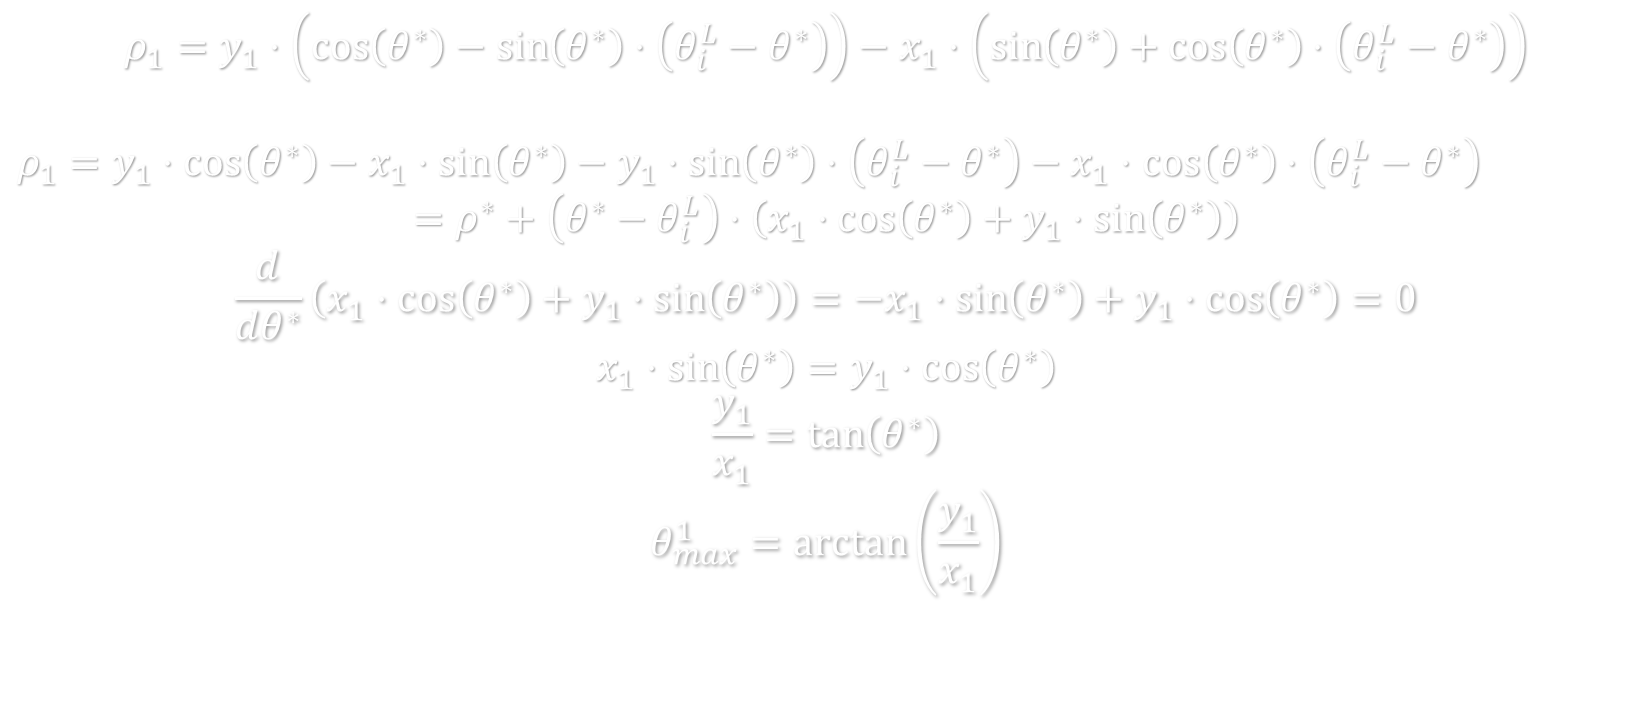 ρ₁ = y₁ · (cos(θ*) − sin(θ*) · (θᵢᴸ − θ*)) − x₁ · (sin(θ*) + cos(θ*) · (θᵢᴸ − θ*))
ρ₁ = y₁ · cos(θ*) − x₁ · sin(θ*) − y₁ · sin(θ*) · (θᵢᴸ − θ*) − x₁ · cos(θ*) · (θᵢᴸ − θ*)
= ρ* + (θ* − θᵢᴸ) · (x₁ · cos(θ*) + y₁ · sin(θ*))
d/dθ* (x₁ · cos(θ*) + y₁ · sin(θ*)) = −x₁ · sin(θ*) + y₁ · cos(θ*) = 0
x₁ · sin(θ*) = y₁ · cos(θ*)
y₁/x₁ = tan(θ*)
θ¹ₘₐₓ = arctan(y₁/x₁)